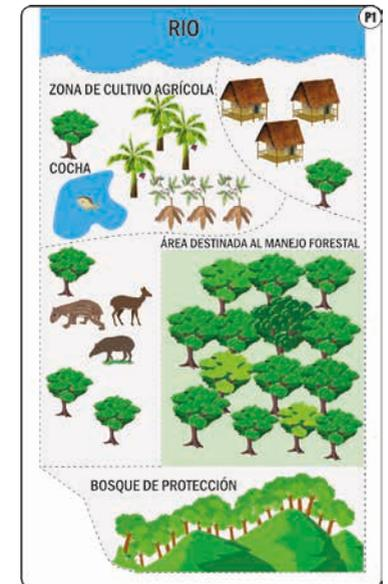 P1
RIO
ZONA DE CULTIVO AGRÍCOLA
COCHA
ÁREA DESTINADA AL MANEJO FORESTAL
BOSQUE DE PROTECCIÓN